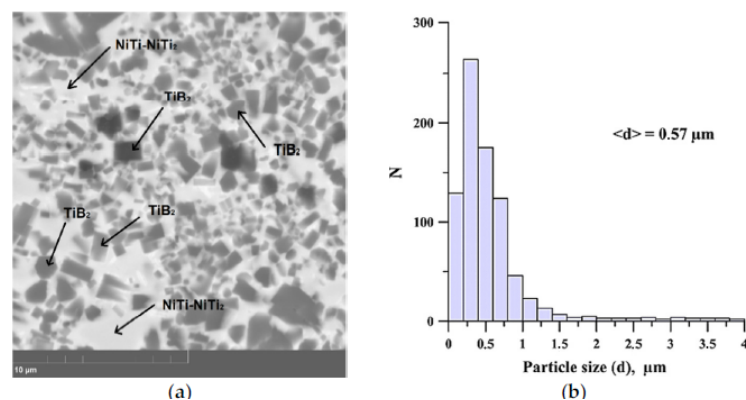 NiTi-NiTi₂
TiB₂
TiB₂
TiB₂
TiB₂
NiTi-NiTi₂
10 µm
(a)
300
200
100
0
N
<d> = 0.57 µm
0 0.5 1 1.5 2 2.5 3 3.5 4
Particle size (d), µm
(b)